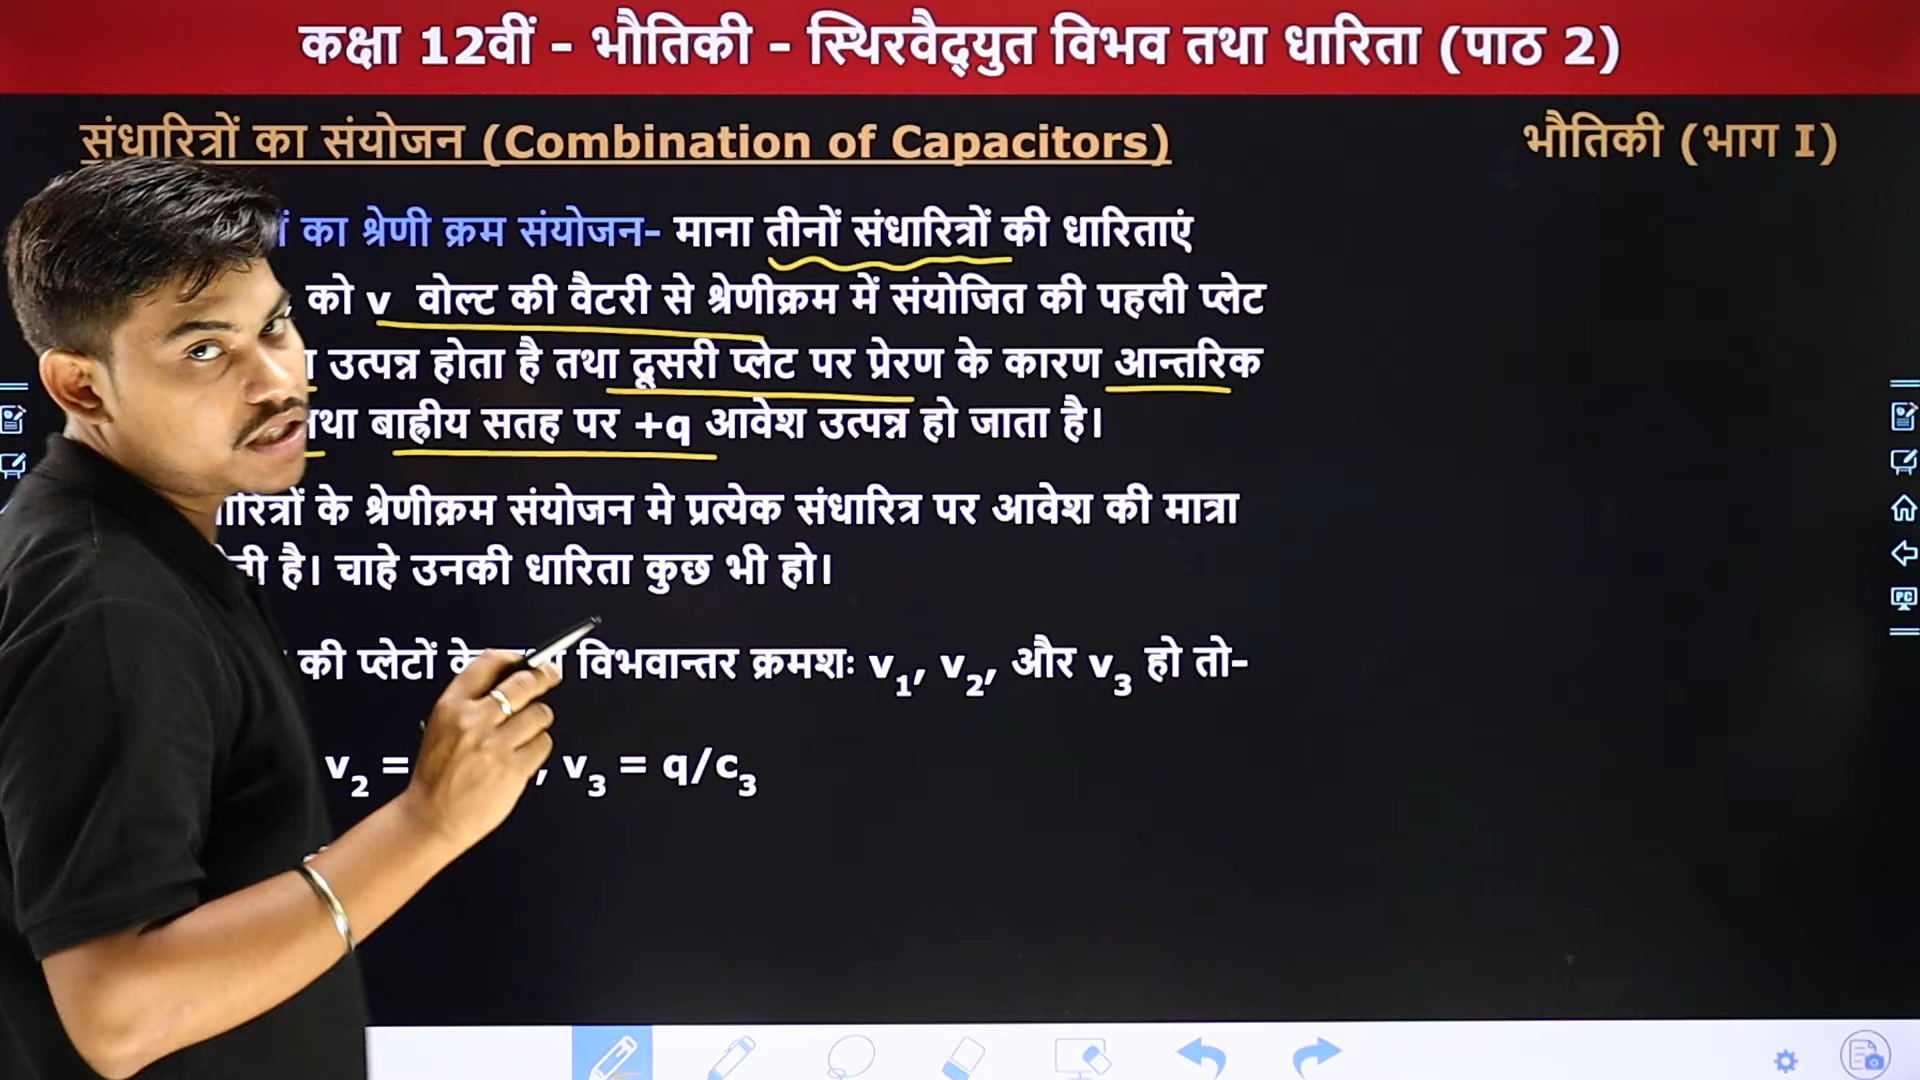 कक्षा 12वीं - भौतिकी - स्थिरवैद्युत विभव तथा धारिता (पाठ 2)
संधारित्रों का संयोजन (Combination of Capacitors)
भौतिकी (भाग I)
का श्रेणी क्रम संयोजन- माना तीनों संधारित्रों की धारिताएं
को v वोल्ट की वैटरी से श्रेणीक्रम में संयोजित की पहली प्लेट
उत्पन्न होता है तथा दूसरी प्लेट पर प्रेरण के कारण आन्तरिक
तथा बाह्रीय सतह पर +q आवेश उत्पन्न हो जाता है।
के श्रेणीक्रम संयोजन मे प्रत्येक संधारित्र पर आवेश की मात्रा
है। चाहे उनकी धारिता कुछ भी हो।
की प्लेटों के विभवान्तर क्रमशः v₁, v₂, और v₃ हो तो-
v₂ = , v₃ = q/c₃
PC